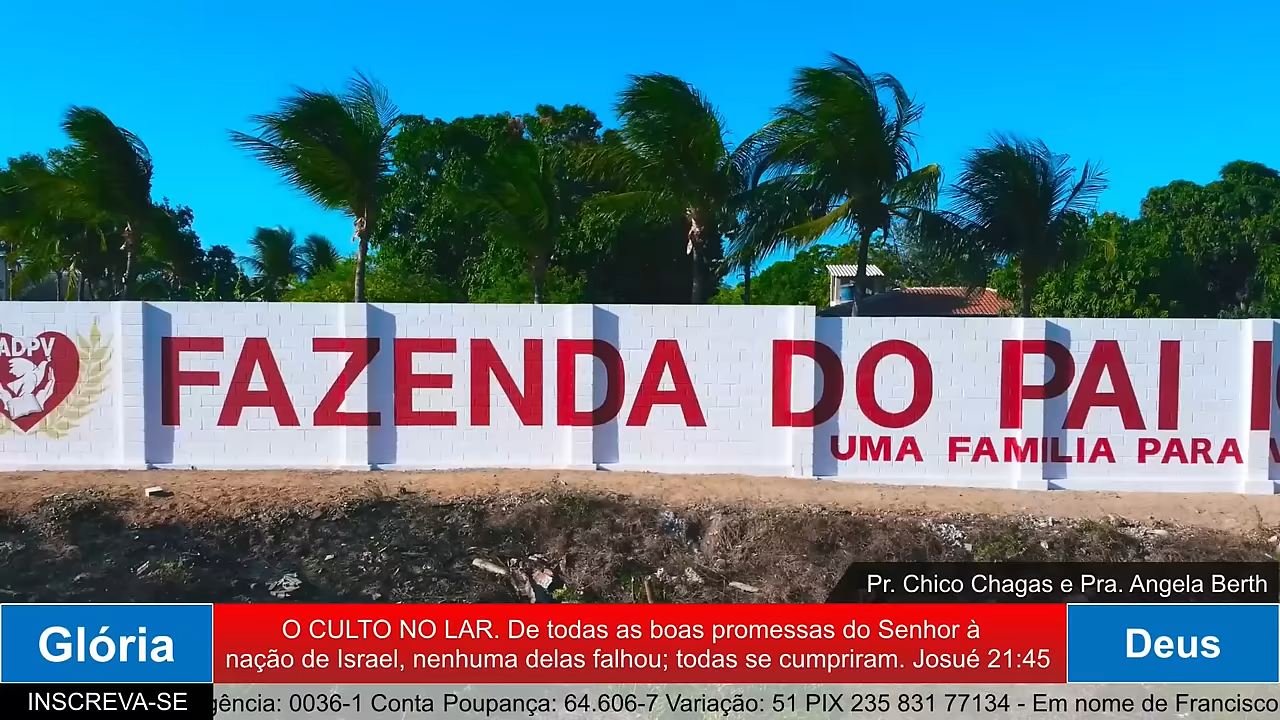 ADPV
FAZENDA DO PAI
UMA FAMILIA PARA
Pr. Chico Chagas e Pra. Angela Berth
Glória
O CULTO NO LAR. De todas as boas promessas do Senhor à
nação de Israel, nenhuma delas falhou; todas se cumpriram. Josué 21:45
Deus
INSCREVA-SE
gência: 0036-1 Conta Poupança: 64.606-7 Variação: 51 PIX 235 831 77134 - Em nome de Francisco